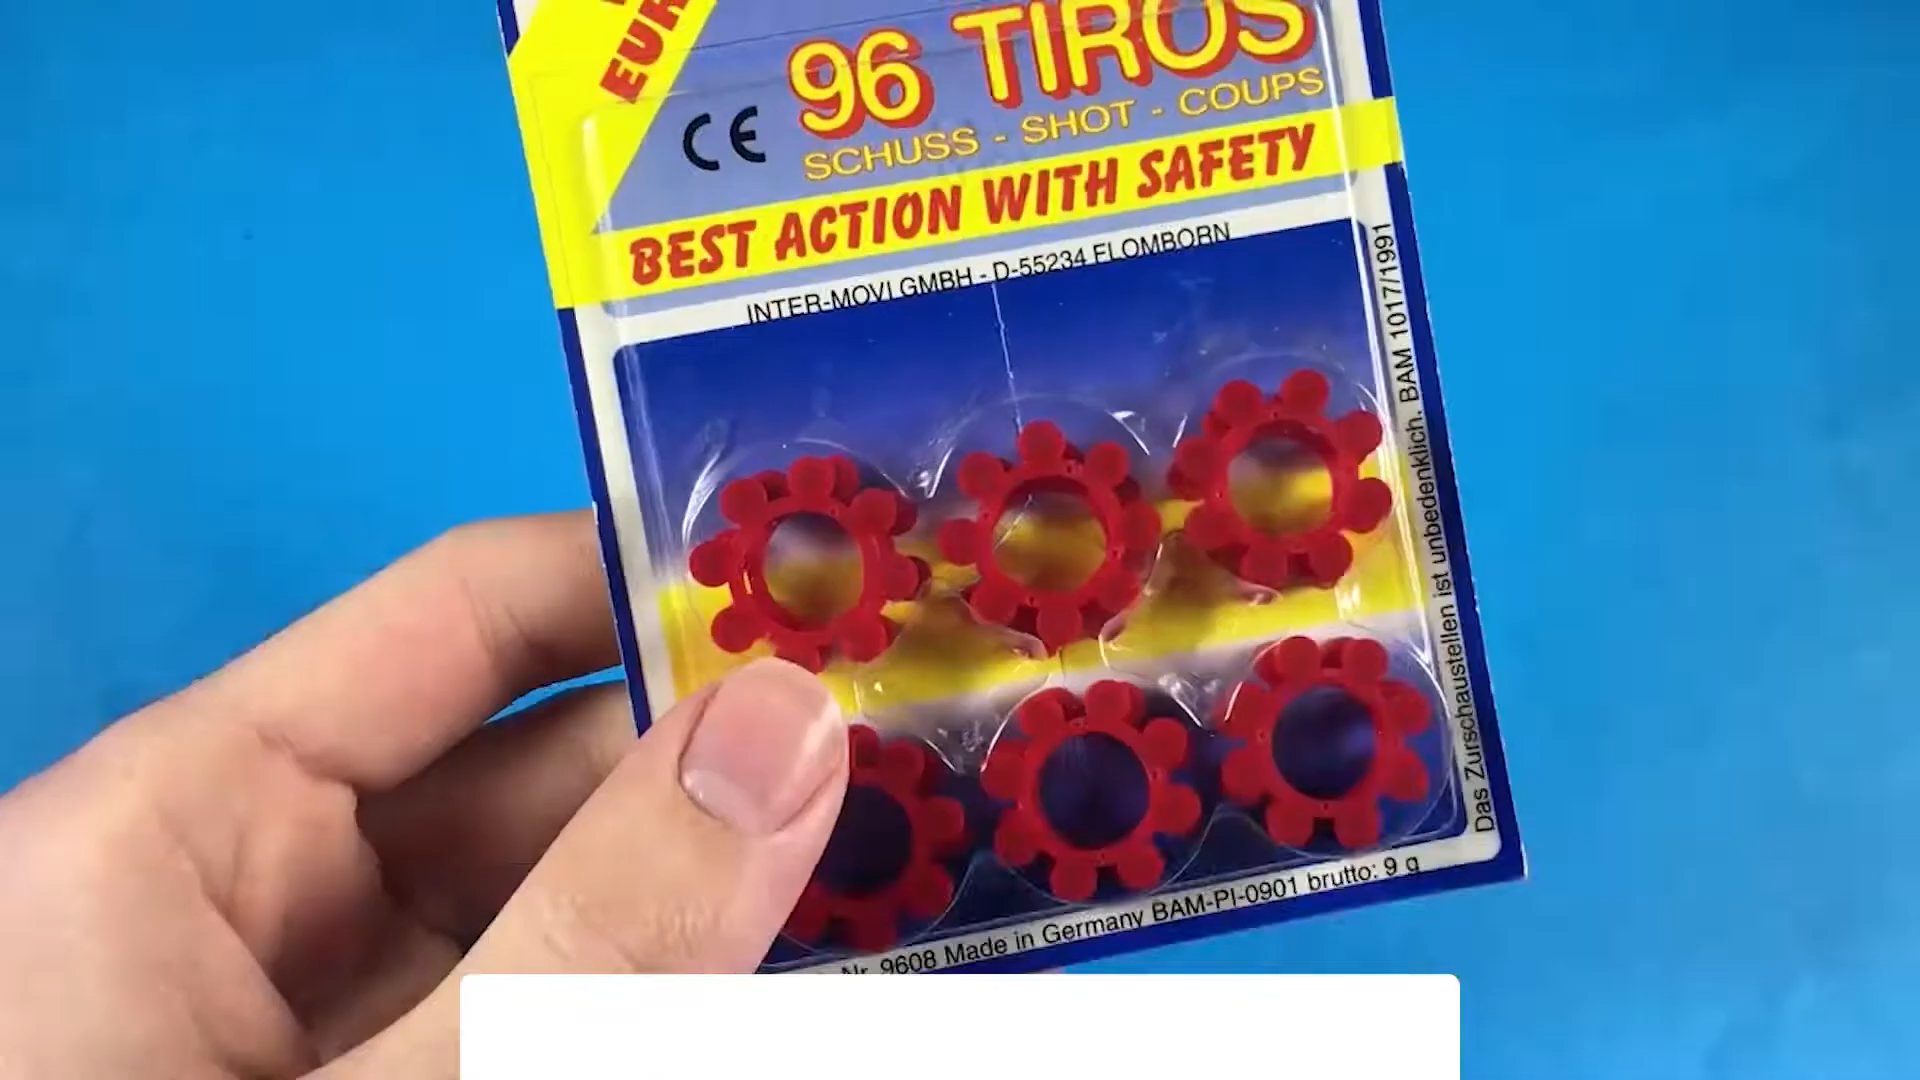 96 TIROS
CE
SCHUSS - SHOT - COUPS
BEST ACTION WITH SAFETY
INTER-MOVI GMBH - D-55234 FLOMBORN
Das Zurschaustellen ist unbedenklich. BAM 1017/1991
Nr. 9608 Made in Germany BAM-PI-0901 brutto: 9 g